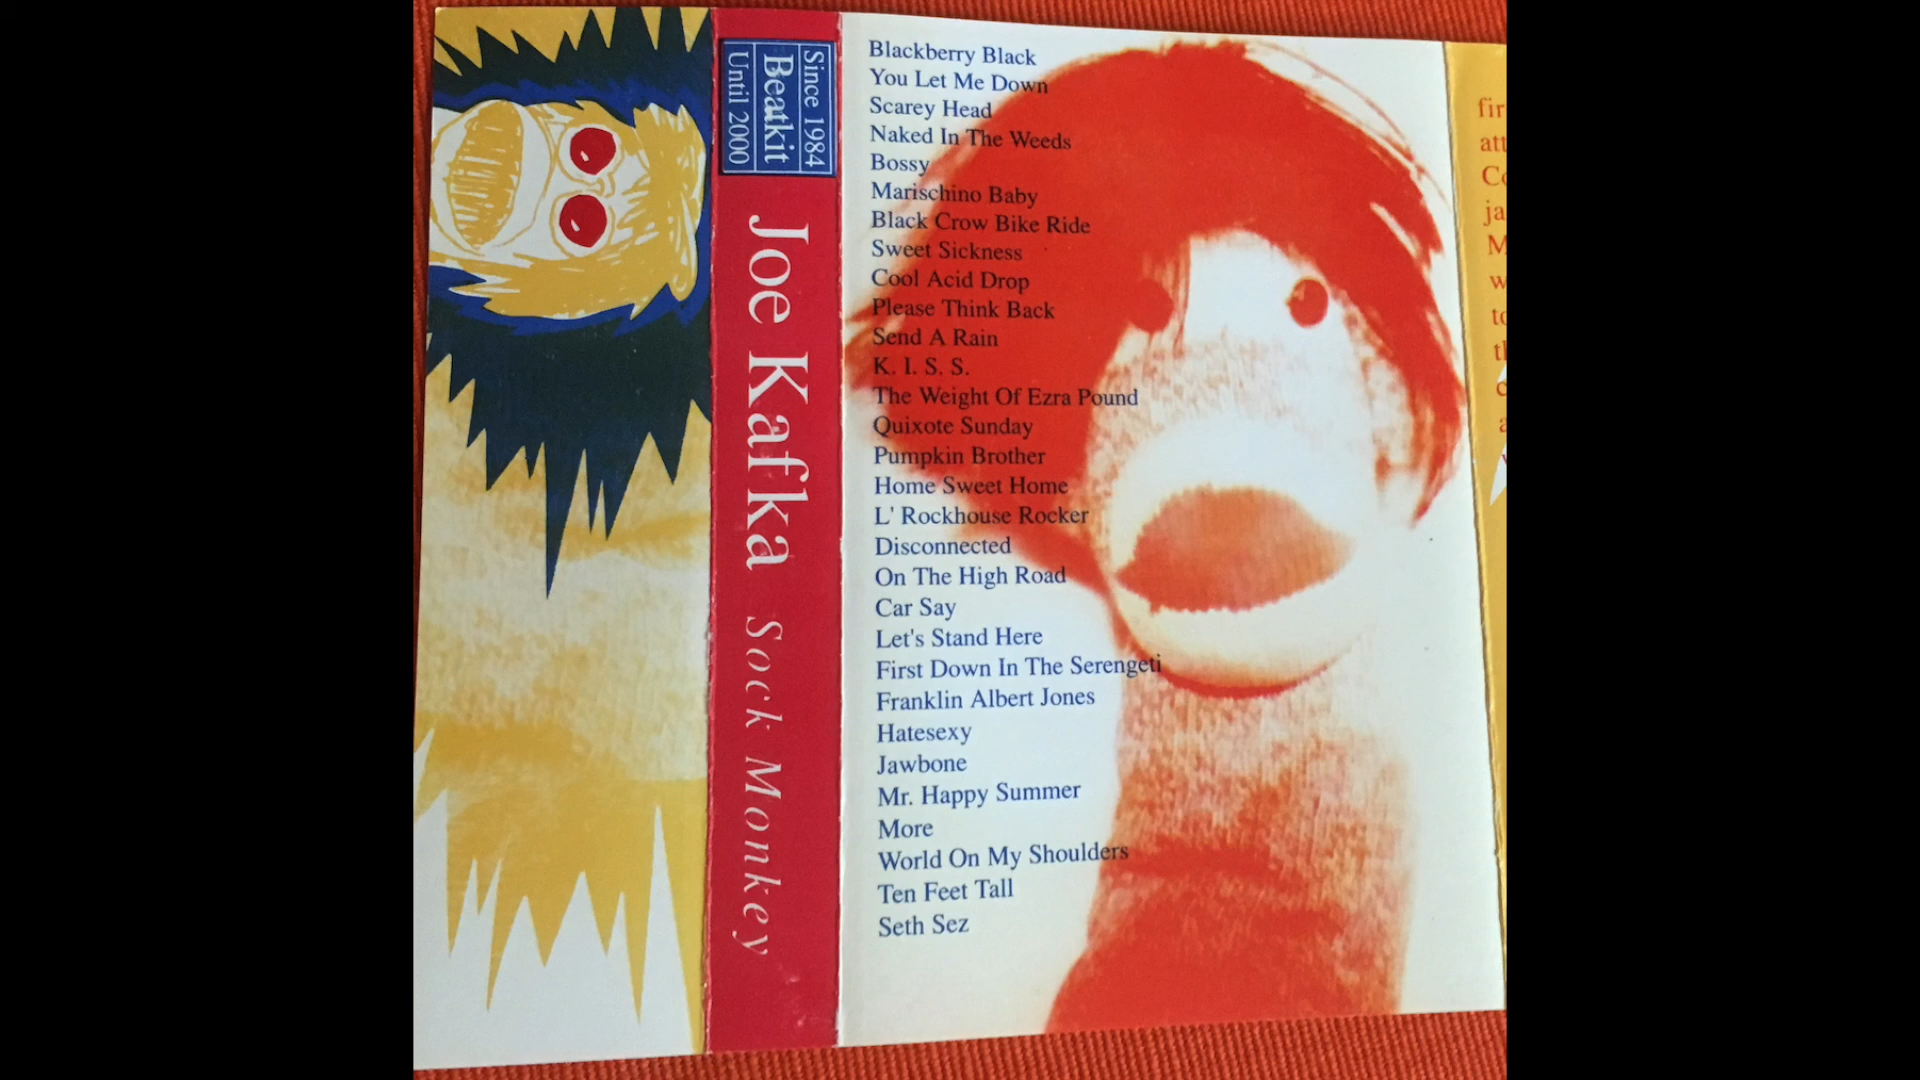 Since 1984
Beatkit
Until 2000
Joe Kafka Sock Monkey
Blackberry Black
You Let Me Down
Scarey Head
Naked In The Weeds
Bossy
Marischino Baby
Black Crow Bike Ride
Sweet Sickness
Cool Acid Drop
Please Think Back
Send A Rain
K. I. S. S.
The Weight Of Ezra Pound
Quixote Sunday
Pumpkin Brother
Home Sweet Home
L' Rockhouse Rocker
Disconnected
On The High Road
Car Say
Let's Stand Here
First Down In The Serengeti
Franklin Albert Jones
Hatesexy
Jawbone
Mr. Happy Summer
More
World On My Shoulders
Ten Feet Tall
Seth Sez